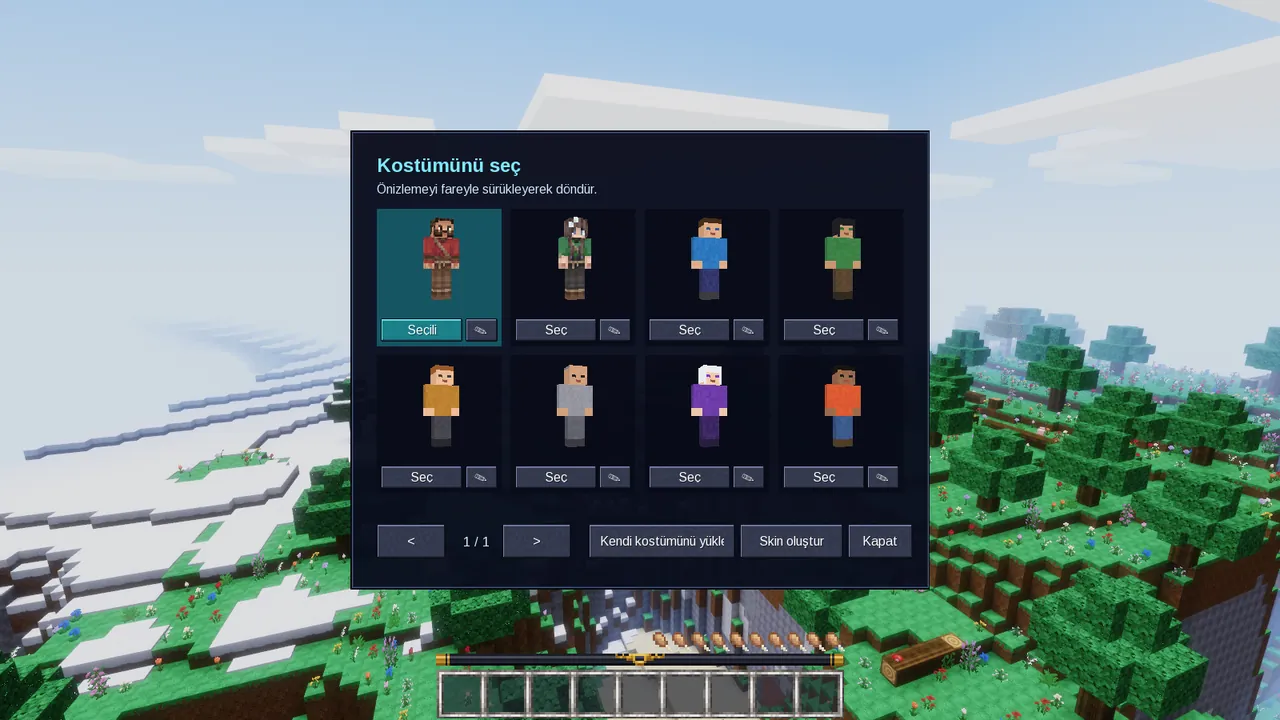 Kostümünü seç
Önizlemeyi fareyle sürükleyerek döndür.
Seçili
Seç
Seç
Seç
Seç
Seç
Seç
Seç
<
1 / 1
>
Kendi kostümünü yükle
Skin oluştur
Kapat